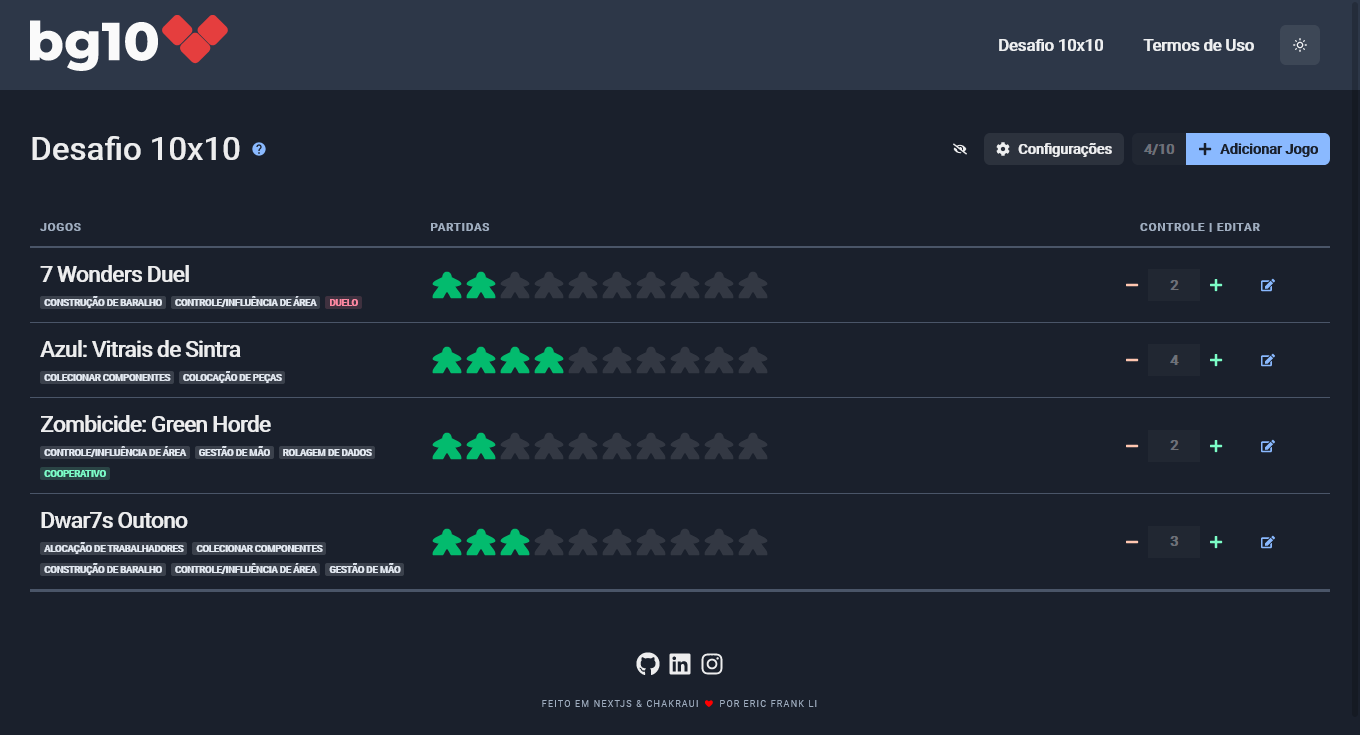 bg10
Desafio 10x10
Termos de Uso
Desafio 10x10 ?
Configurações
4/10
Adicionar Jogo
JOGOS
PARTIDAS
CONTROLE | EDITAR
7 Wonders Duel
CONSTRUÇÃO DE BARALHO CONTROLE/INFLUÊNCIA DE ÁREA DUELO
2
Azul: Vitrais de Sintra
COLECIONAR COMPONENTES COLOCAÇÃO DE PEÇAS
4
Zombicide: Green Horde
CONTROLE/INFLUÊNCIA DE ÁREA GESTÃO DE MÃO ROLAGEM DE DADOS
COOPERATIVO
2
Dwar7s Outono
ALOCAÇÃO DE TRABALHADORES COLECIONAR COMPONENTES
CONSTRUÇÃO DE BARALHO CONTROLE/INFLUÊNCIA DE ÁREA GESTÃO DE MÃO
3
FEITO EM NEXTJS & CHAKRAUI ♥ POR ERIC FRANK LI